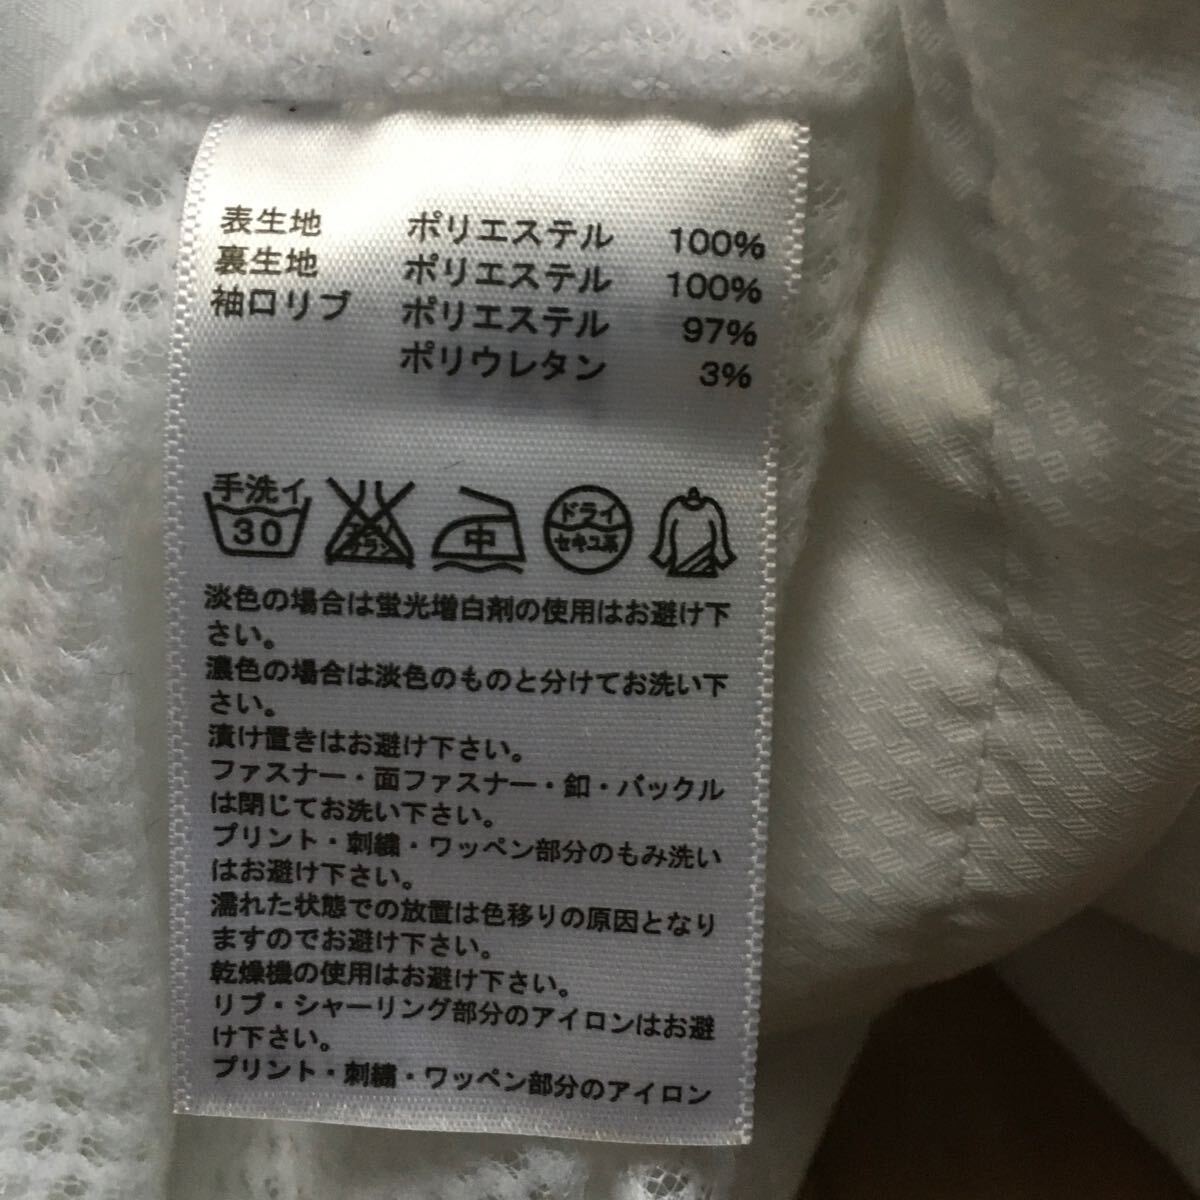 表生地 ポリエステル 100%
裏生地 ポリエステル 100%
袖口リブ ポリエステル 97%
ポリウレタン 3%
手洗イ 30 中 ドライ セキユ系
淡色の場合は蛍光増白剤の使用はお避け下
さい。
濃色の場合は淡色のものと分けてお洗い下
さい。
漬け置きはお避け下さい。
ファスナー・面ファスナー・釦・バックル
は閉じてお洗い下さい。
プリント・刺繍・ワッペン部分のもみ洗い
はお避け下さい。
濡れた状態での放置は色移りの原因となり
ますのでお避け下さい。
乾燥機の使用はお避け下さい。
リブ・シャーリング部分のアイロンはお避
け下さい。
プリント・刺繍・ワッペン部分のアイロン